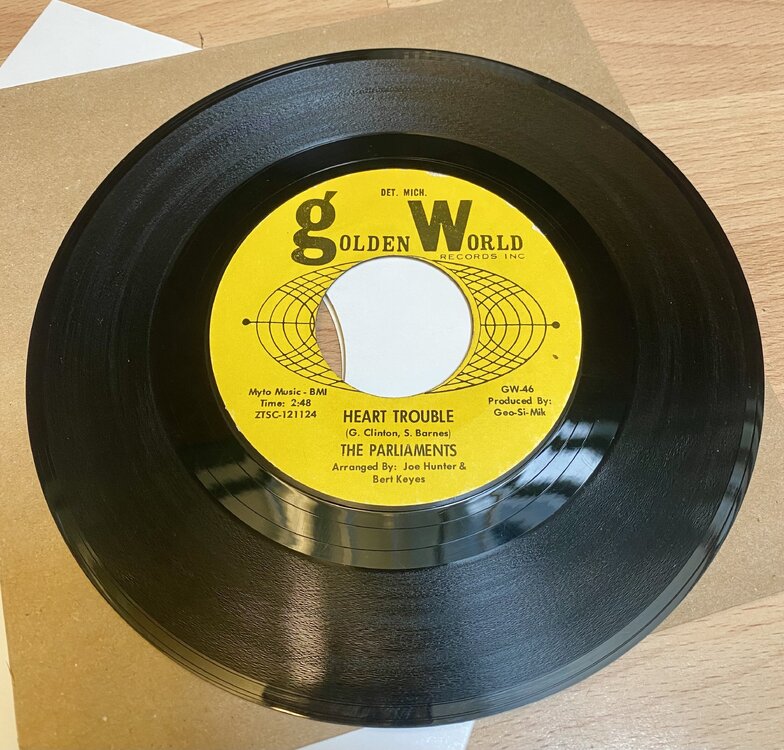 DET. MICH.
gOLDEN WORLD
RECORDS INC
Myto Music - BMI
Time: 2:48
ZTSC-121124
GW-46
Produced By:
Geo-Si-Mik
HEART TROUBLE
(G. Clinton, S. Barnes)
THE PARLIAMENTS
Arranged By: Joe Hunter &
Bert Keyes